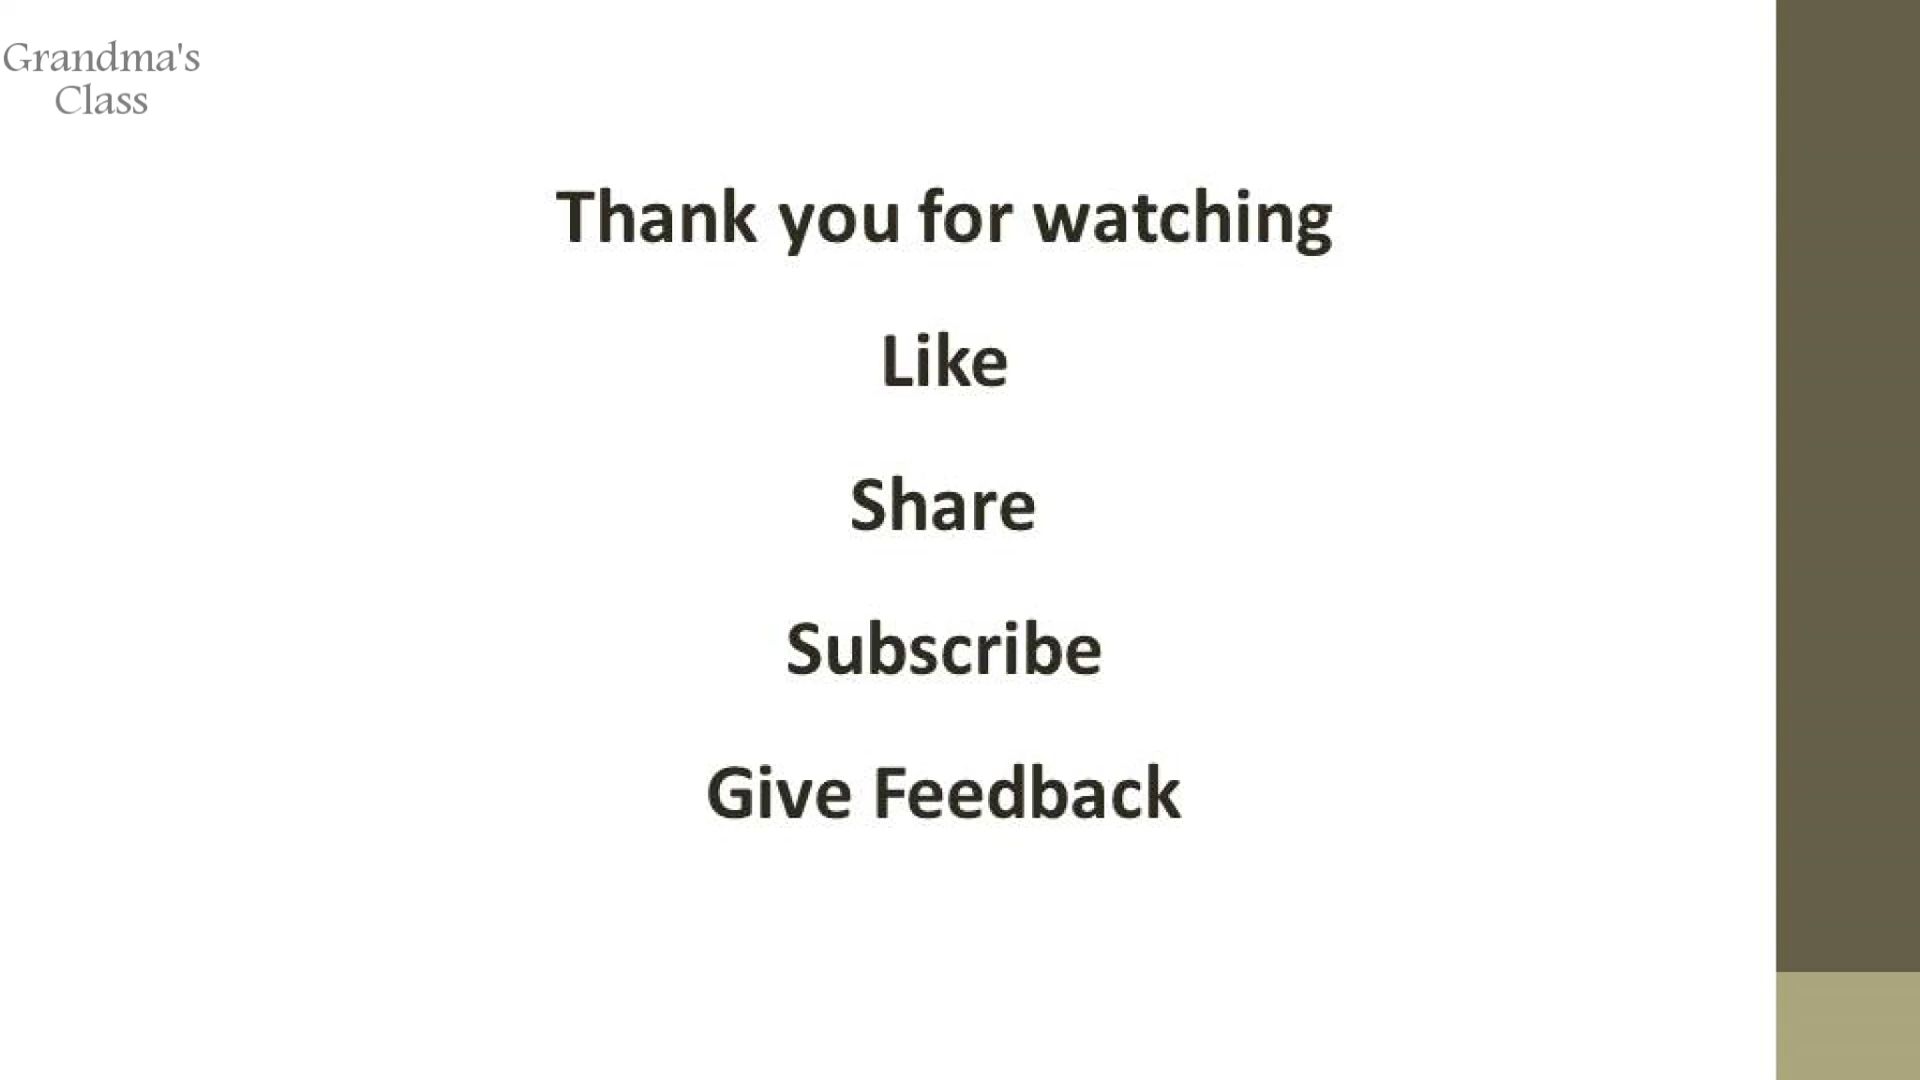 Grandma's
Class
Thank you for watching
Like
Share
Subscribe
Give Feedback